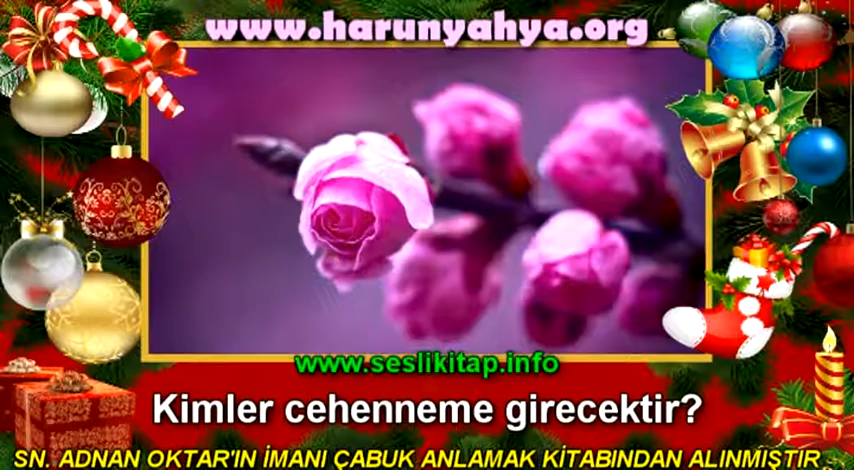 www.harunyahya.org
www.seslikitap.info
Kimler cehenneme girecektir?
SN. ADNAN OKTAR'IN İMANI ÇABUK ANLAMAK KİTABINDAN ALINMIŞTIR